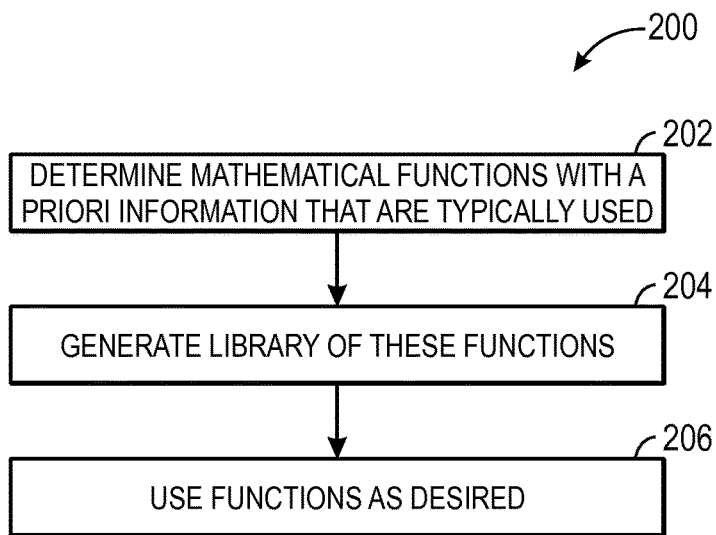 200
202
DETERMINE MATHEMATICAL FUNCTIONS WITH A
PRIORI INFORMATION THAT ARE TYPICALLY USED
204
GENERATE LIBRARY OF THESE FUNCTIONS
206
USE FUNCTIONS AS DESIRED